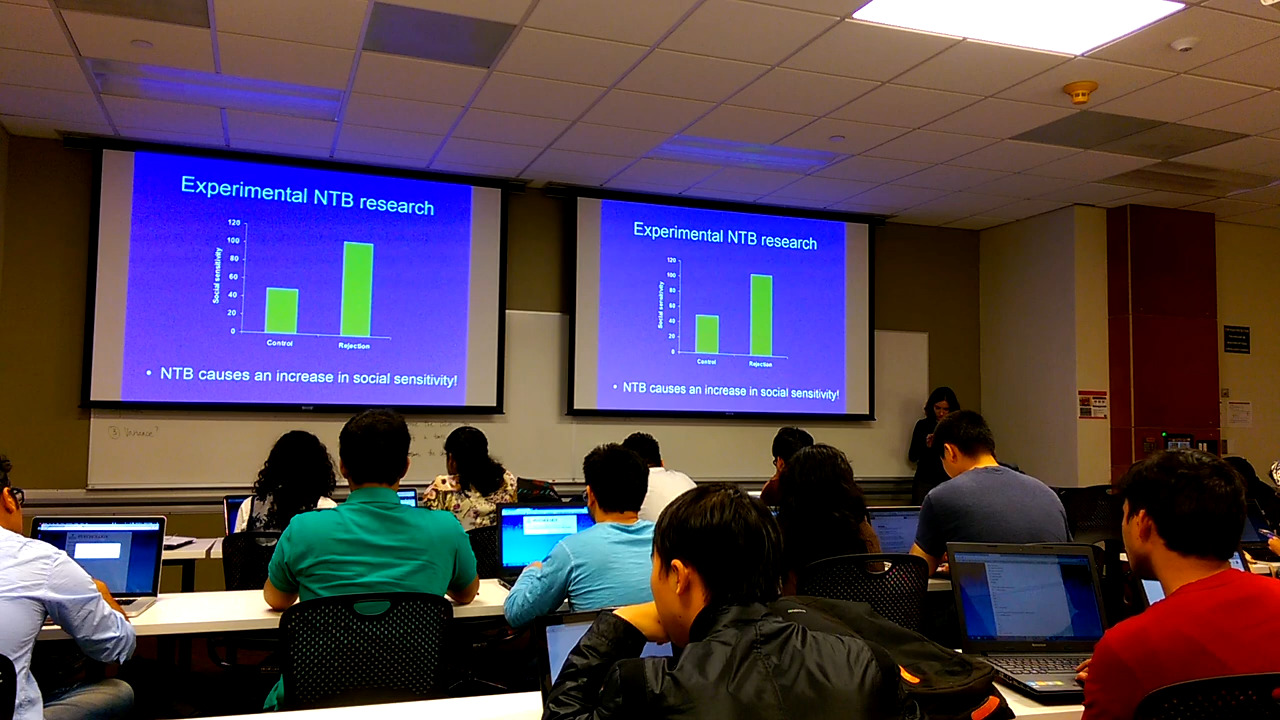 Experimental NTB research
120
100
80
60
40
20
0
Social sensitivity
Control
Rejection
• NTB causes an increase in social sensitivity!
Experimental NTB research
120
100
80
60
40
20
0
Social sensitivity
Control
Rejection
• NTB causes an increase in social sensitivity!